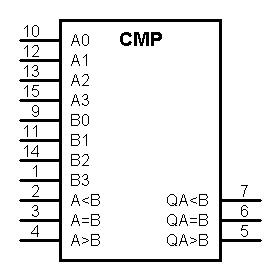 CMP
10 A0
12 A1
13 A2
15 A3
9 B0
11 B1
14 B2
1 B3
2 A<B QA<B 7
3 A=B QA=B 6
4 A>B QA>B 5